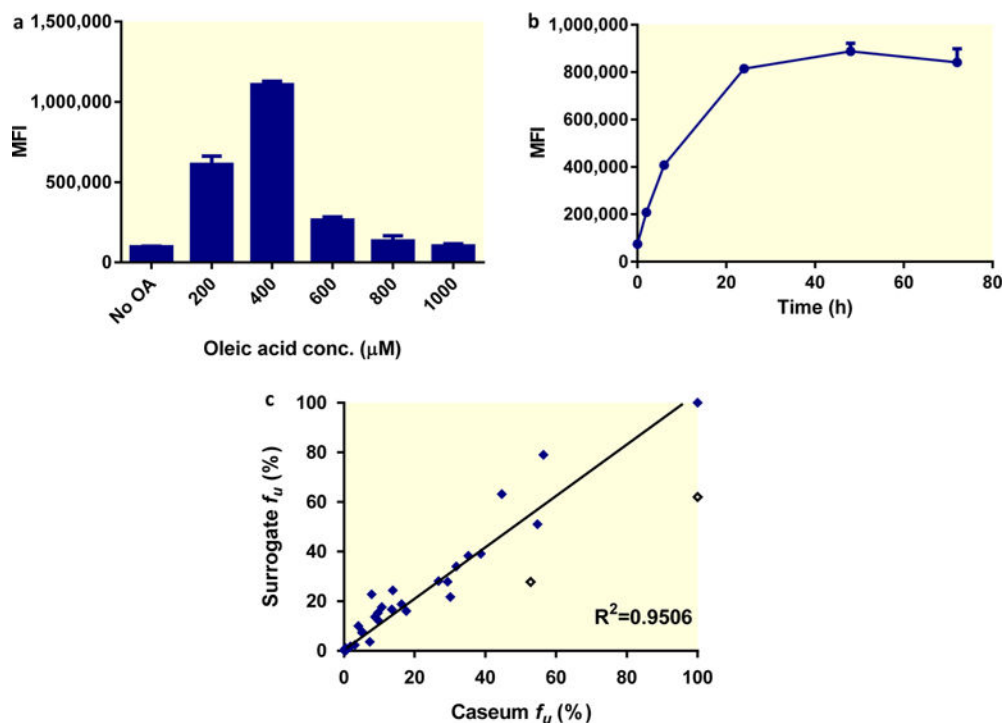 a
1,500,000
1,000,000
500,000
0
MFI
No OA
200
400
600
800
1000
Oleic acid conc. (μM)
b
1,000,000
800,000
600,000
400,000
200,000
0
MFI
0
20
40
60
80
Time (h)
c
100
80
60
40
20
0
Surrogate fu (%)
R2=0.9506
0
20
40
60
80
100
Caseum fu (%)